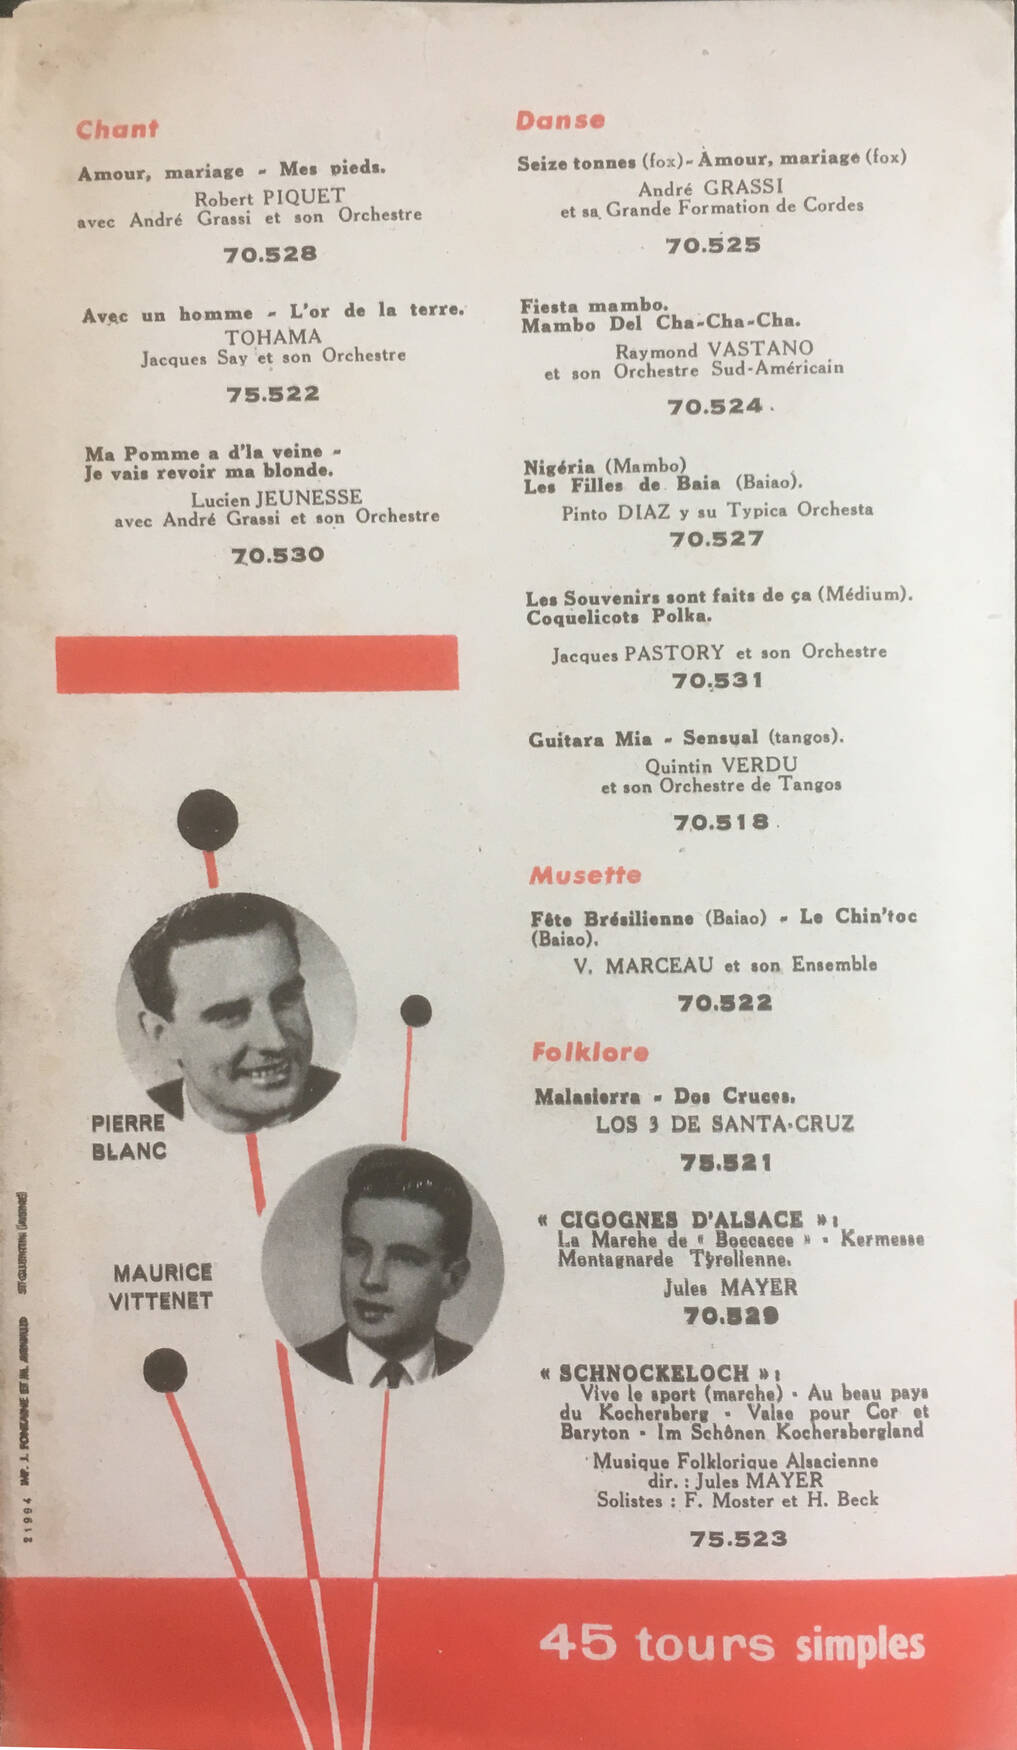 Chant
Amour, mariage - Mes pieds.
Robert PIQUET
avec André Grassi et son Orchestre
70.528
Avec un homme - L'or de la terre.
TOHAMA
Jacques Say et son Orchestre
75.522
Ma Pomme a d'la veine -
Je vais revoir ma blonde.
Lucien JEUNESSE
avec André Grassi et son Orchestre
70.530
PIERRE
BLANC
MAURICE
VITTENET
21994 IMP. J. FONTAINE ET M. ARNAUD ST-QUENTIN (AISNE)
Danse
Seize tonnes (fox) - Amour, mariage (fox)
André GRASSI
et sa Grande Formation de Cordes
70.525
Fiesta mambo.
Mambo Del Cha-Cha-Cha.
Raymond VASTANO
et son Orchestre Sud-Américain
70.524
Nigéria (Mambo)
Les Filles de Baia (Baiao).
Pinto DIAZ y su Typica Orchesta
70.527
Les Souvenirs sont faits de ça (Médium).
Coquelicots Polka.
Jacques PASTORY et son Orchestre
70.531
Guitara Mia - Sensual (tangos).
Quintin VERDU
et son Orchestre de Tangos
70.518
Musette
Fête Brésilienne (Baiao) - Le Chin'toc
(Baiao).
V. MARCEAU et son Ensemble
70.522
Folklore
Malasierra - Dos Cruces.
LOS 3 DE SANTA-CRUZ
75.521
« CIGOGNES D'ALSACE » :
La Marche de « Boccacce » - Kermesse
Montagnarde Tyrolienne.
Jules MAYER
70.529
« SCHNOCKELOCH » :
Vive le sport (marche) - Au beau pays
du Kochersberg - Valse pour Cor et
Baryton - Im Schönen Kochersbergland
Musique Folklorique Alsacienne
dir. : Jules MAYER
Solistes : F. Moster et H. Beck
75.523
45 tours simples